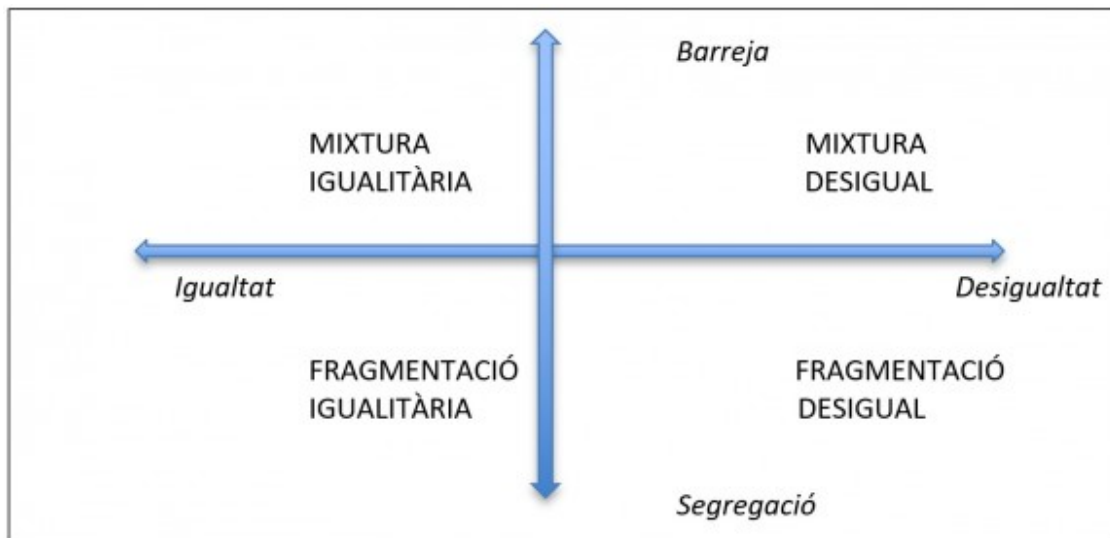 Barreja
MIXTURA
IGUALITÀRIA
MIXTURA
DESIGUAL
Igualtat
Desigualtat
FRAGMENTACIÓ
IGUALITÀRIA
FRAGMENTACIÓ
DESIGUAL
Segregació